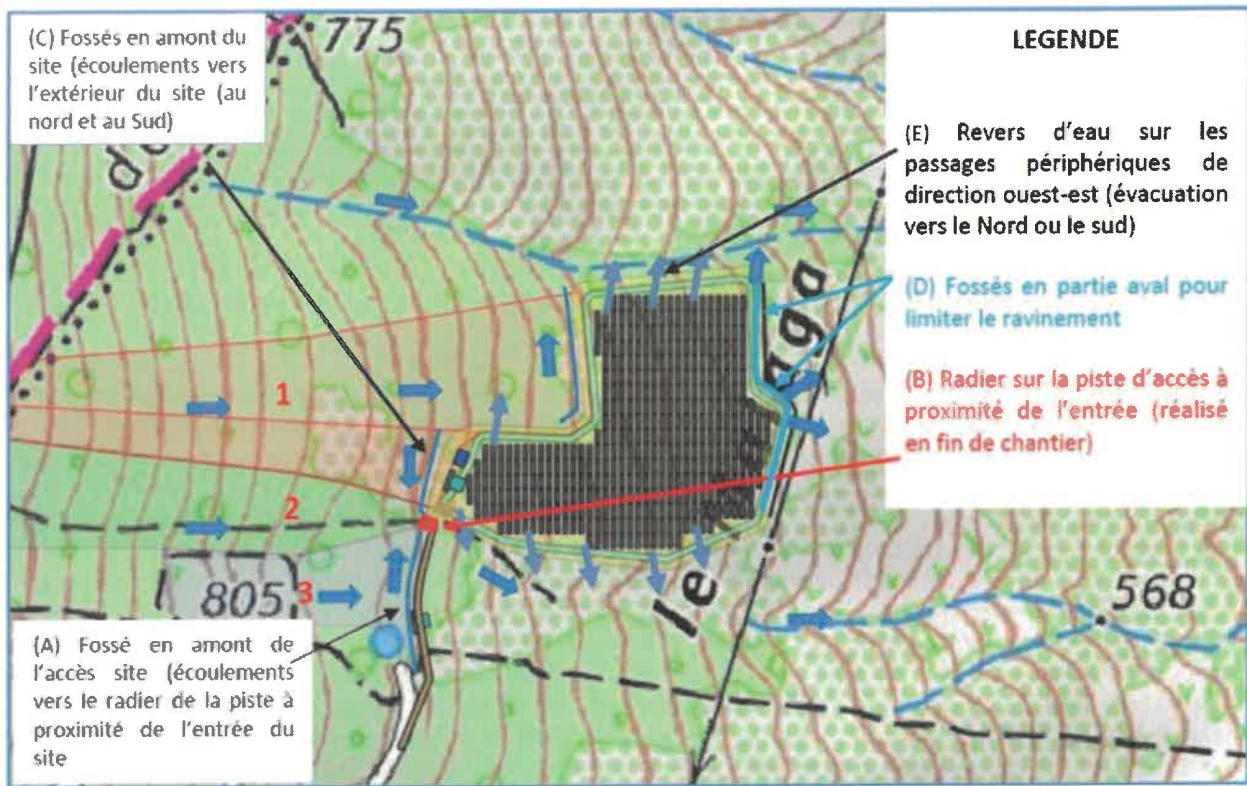 (C) Fossés en amont du
site (écoulements vers
l'extérieur du site (au
nord et au Sud)
775
LEGENDE
(E) Revers d'eau sur les
passages périphériques de
direction ouest-est (évacuation
vers le Nord ou le sud)
(D) Fossés en partie aval pour
limiter le ravinement
(B) Radier sur la piste d'accès à
proximité de l'entrée (réalisé
en fin de chantier)
1
2
3
805
568
le
(A) Fossé en amont de
l'accès site (écoulements
vers le radier de la piste à
proximité de l'entrée du
site